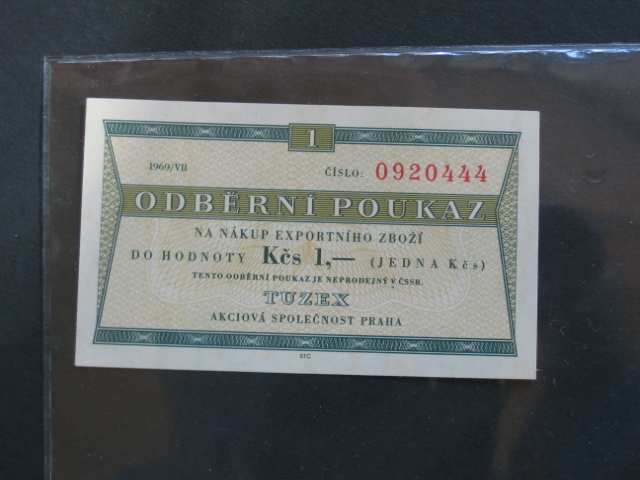 1
1969/VII ČÍSLO: 0920444
ODBĚRNÍ POUKAZ
NA NÁKUP EXPORTNÍHO ZBOŽÍ
DO HODNOTY Kčs 1,— (JEDNA Kčs)
TENTO ODBĚRNÍ POUKAZ JE NEPRODEJNÝ V ČSSR.
TUZEX
AKCIOVÁ SPOLEČNOST PRAHA
STC